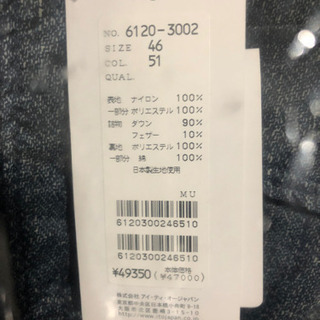 NO. 6120-3002
SIZE 46
COL. 51
QUAL.
表地 ナイロン 100%
一部分 ポリエステル 100%
詰物 ダウン 90%
フェザー 10%
裏地 ポリエステル 100%
一部分 綿 100%
日本製生地使用
MU
6120300246510
6120300246510
¥49350 本体価格 (¥47000)
株式会社 アイ・ティ・エージャパン